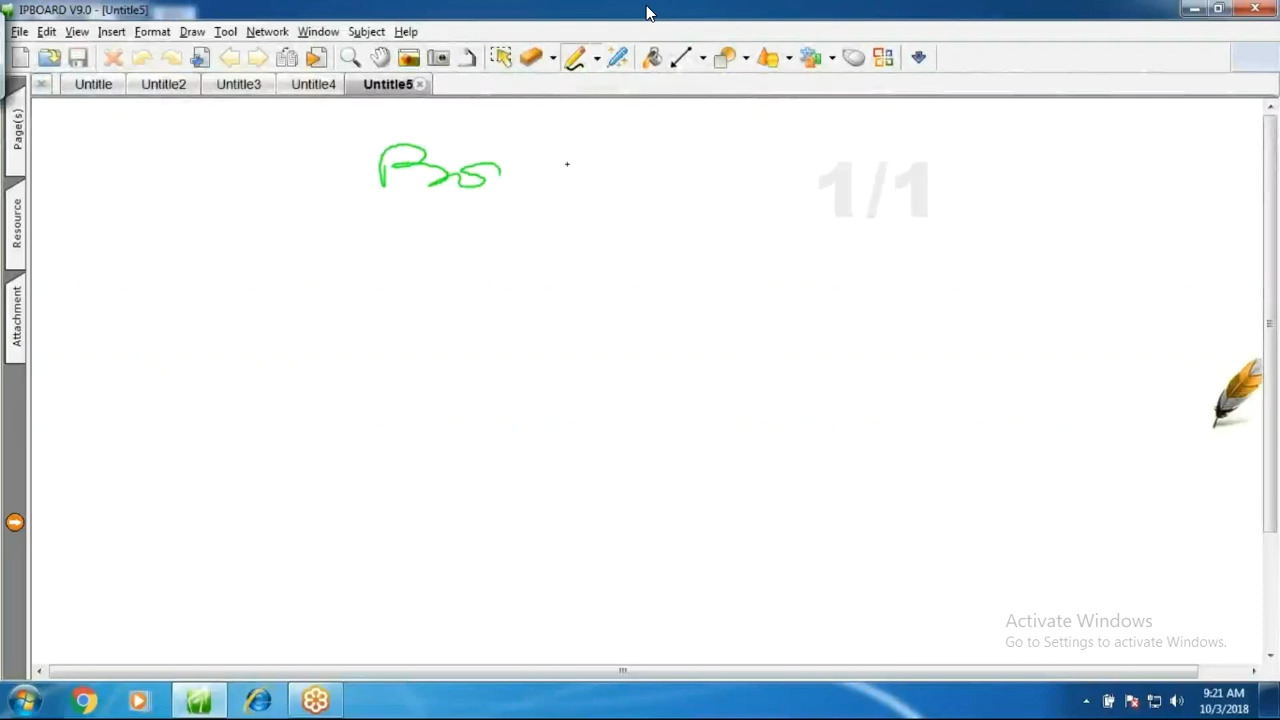 IPBOARD V9.0 - [Untitle5]
File Edit View Insert Format Draw Tool Network Window Subject Help
Untitle Untitle2 Untitle3 Untitle4 Untitle5
Page(s)
Resource
Attachment
1/1
Activate Windows
Go to Settings to activate Windows.
9:21 AM
10/3/2018